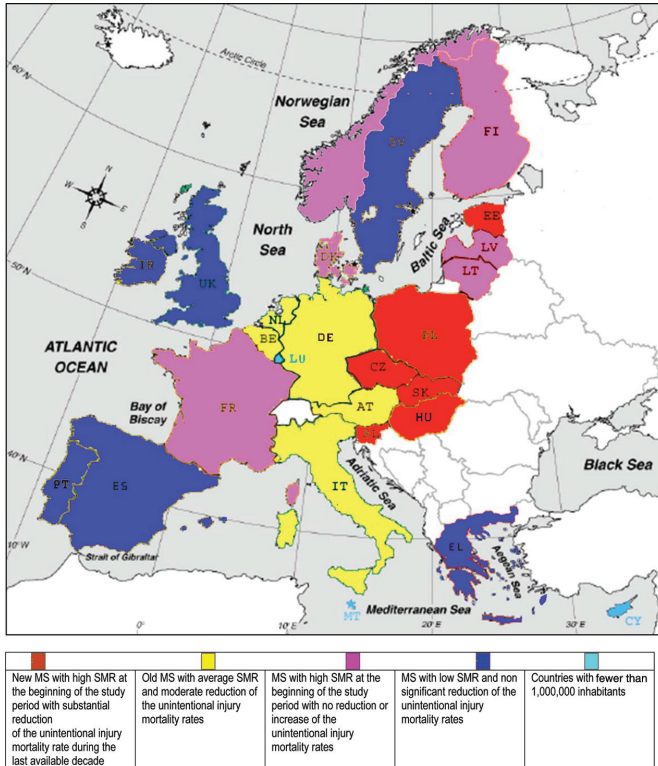 Arctic Circle
60°N
Norwegian
Sea
SV
FI
N
W
E
S
North
Sea
EE
Baltic Sea
LV
DK
LT
50°N
IR
UK
NL
BE
DE
PL
ATLANTIC
OCEAN
LU
CZ
SK
AT
HU
Bay of
Biscay
FR
SL
40°N
Adriatic Sea
IT
Black Sea
PT
ES
EL
Aegean Sea
10°W
Strait of Gibraltar
MT
Mediterranean Sea
CY
0°
10°E
20°E
30°E
New MS with high SMR at
the beginning of the study
period with substantial
reduction
of the unintentional injury
mortality rate during the
last available decade
Old MS with average SMR
and moderate reduction of
the unintentional injury
mortality rates
MS with high SMR at the
beginning of the study
period with no reduction or
increase of the
unintentional injury
mortality rates
MS with low SMR and non
significant reduction of the
unintentional injury
mortality rates
Countries with fewer than
1,000,000 inhabitants